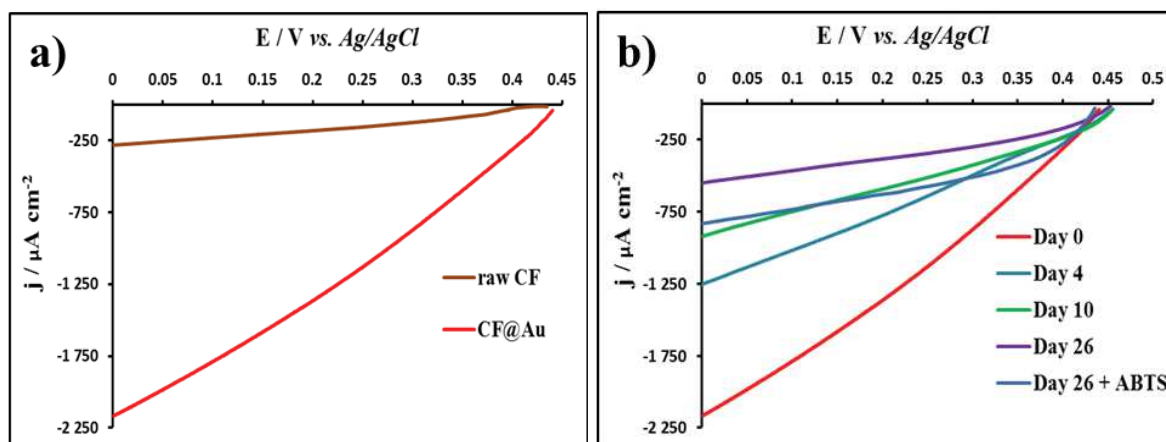 a)
E / V vs. Ag/AgCl
0 0.05 0.1 0.15 0.2 0.25 0.3 0.35 0.4 0.45
-250
-750
-1 250
-1 750
-2 250
j / µA cm⁻²
raw CF
CF@Au
b)
E / V vs. Ag/AgCl
0 0.05 0.1 0.15 0.2 0.25 0.3 0.35 0.4 0.45 0.5
-250
-750
-1 250
-1 750
-2 250
j / µA cm⁻²
Day 0
Day 4
Day 10
Day 26
Day 26 + ABTS